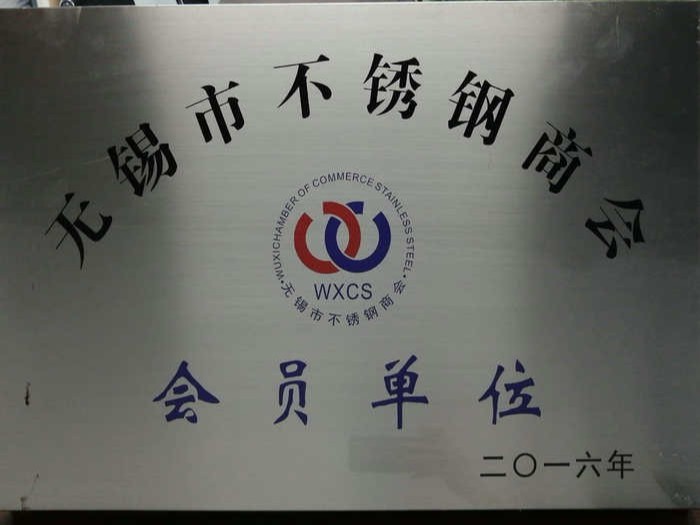 无锡市不锈钢商会
WUXICHAMBER OF COMMERCE STAINLESS STEEL
WXCS
·无锡市不锈钢商会·
会员单位
二〇一六年